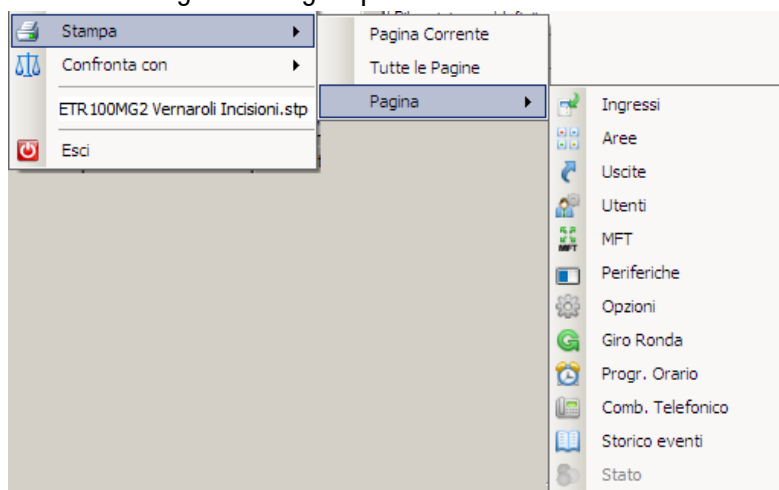 Stampa
Confronta con
ETR100MG2 Vernaroli Incisioni.stp
Esci
Pagina Corrente
Tutte le Pagine
Pagina
Ingressi
Aree
Uscite
Utenti
MFT
MFT
Periferiche
Opzioni
Giro Ronda
Progr. Orario
Comb. Telefonico
Storico eventi
Stato